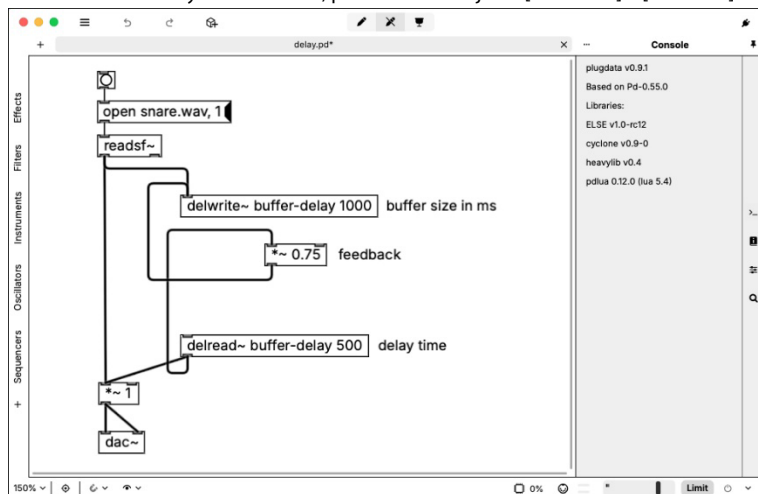 delay.pd*
Console
Effects
Filters
Instruments
Oscillators
Sequencers
open snare.wav, 1
readsf~
delwrite~ buffer-delay 1000
buffer size in ms
*~ 0.75
feedback
delread~ buffer-delay 500
delay time
*~ 1
dac~
plugdata v0.9.1
Based on Pd-0.55.0
Libraries:
ELSE v1.0-rc12
cyclone v0.9-0
heavylib v0.4
pdlua 0.12.0 (lua 5.4)
150%
0%
Limit